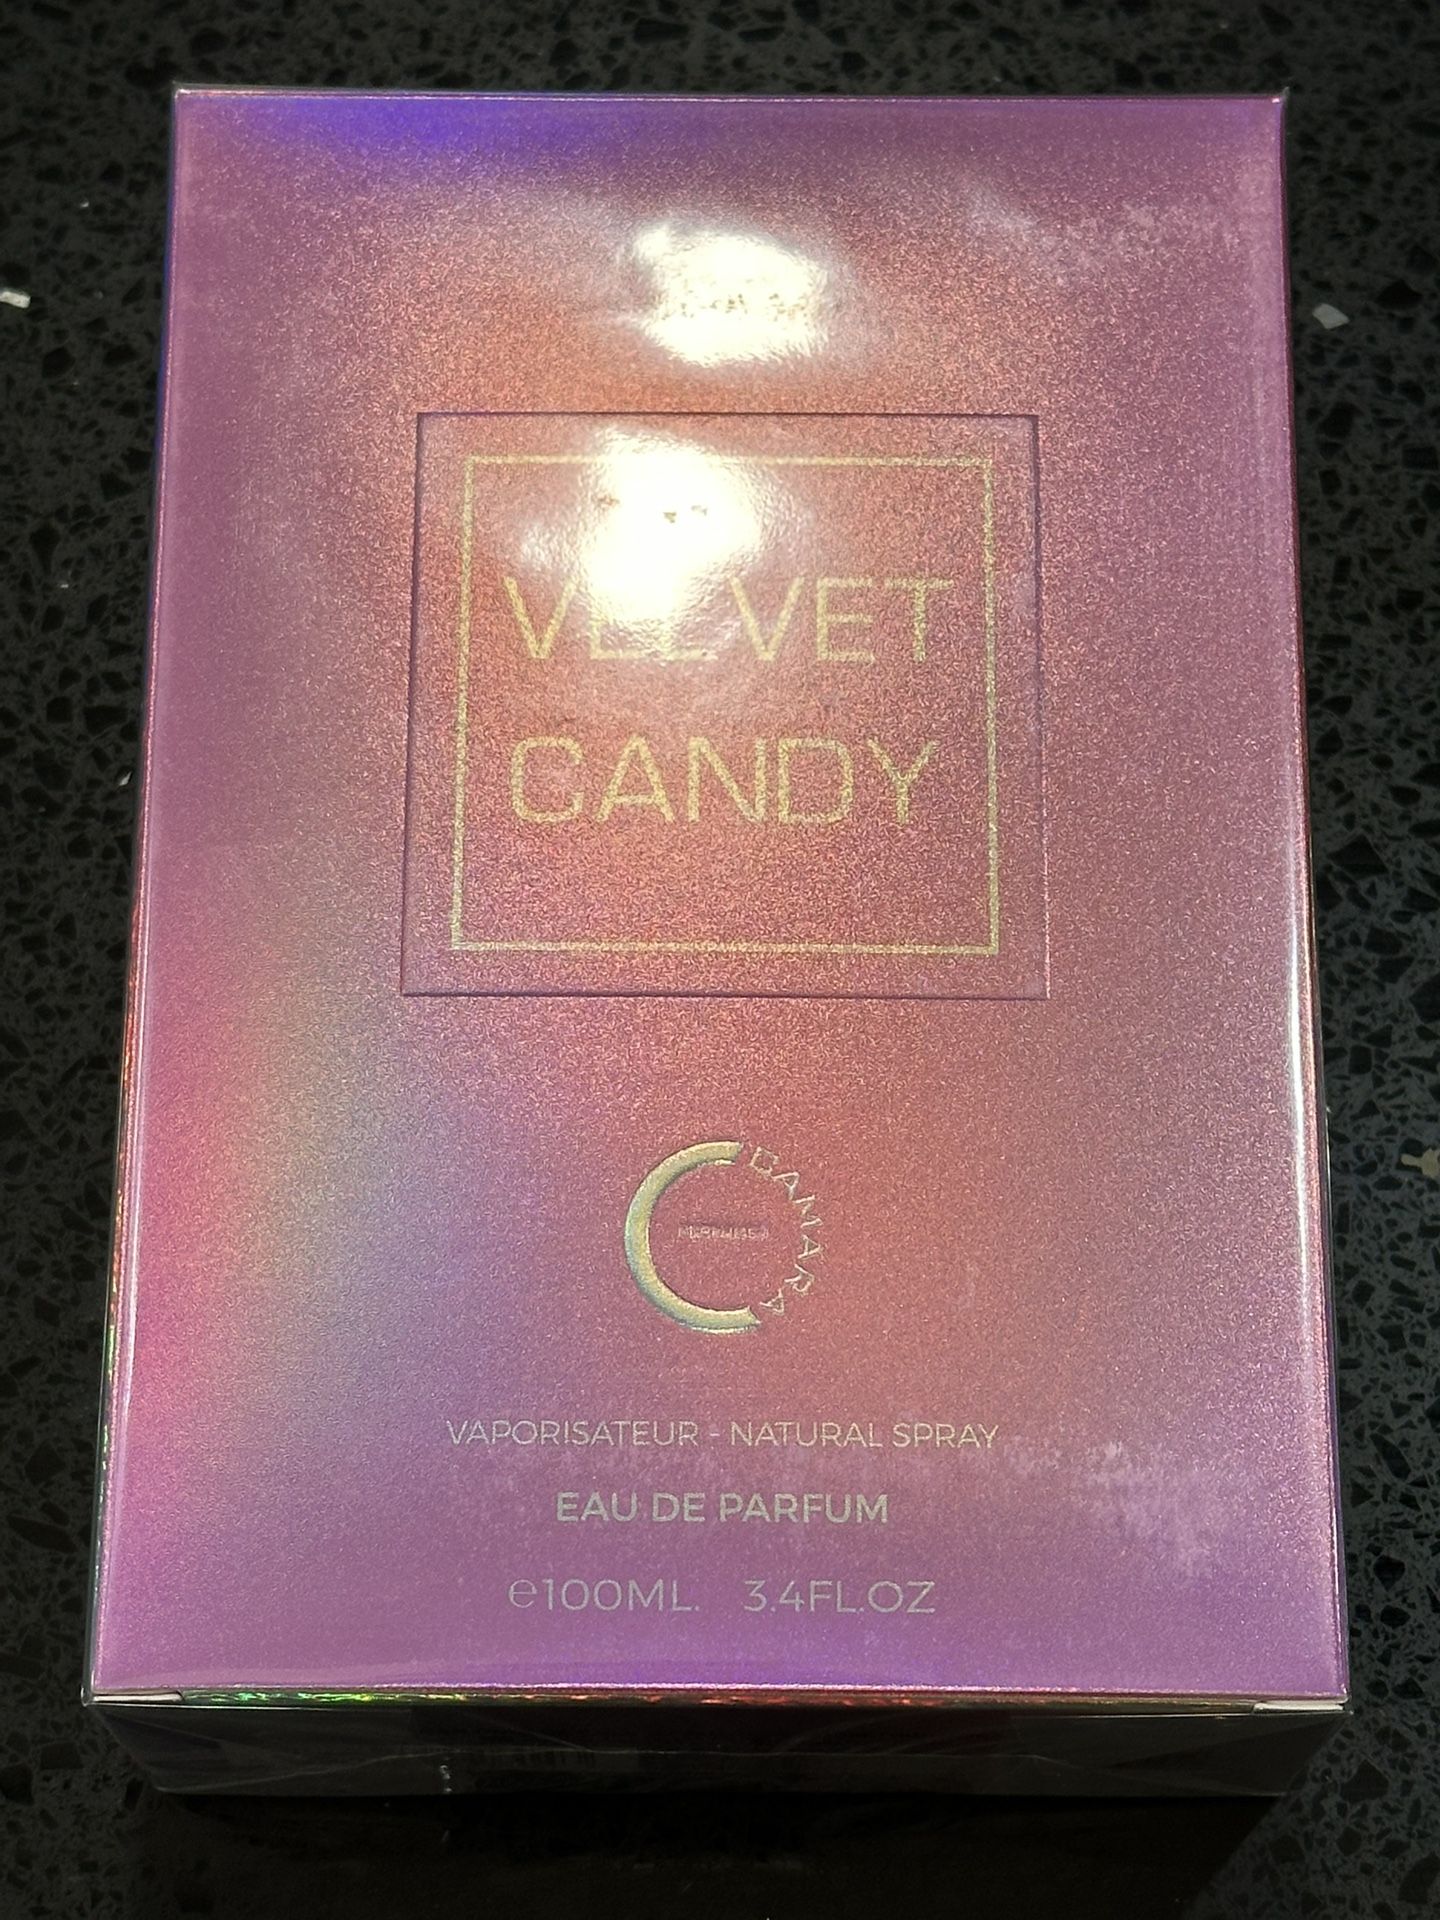 VELVET
CANDY
CAMARA
VAPORISATEUR - NATURAL SPRAY
EAU DE PARFUM
℮100ML. 3.4FL.OZ